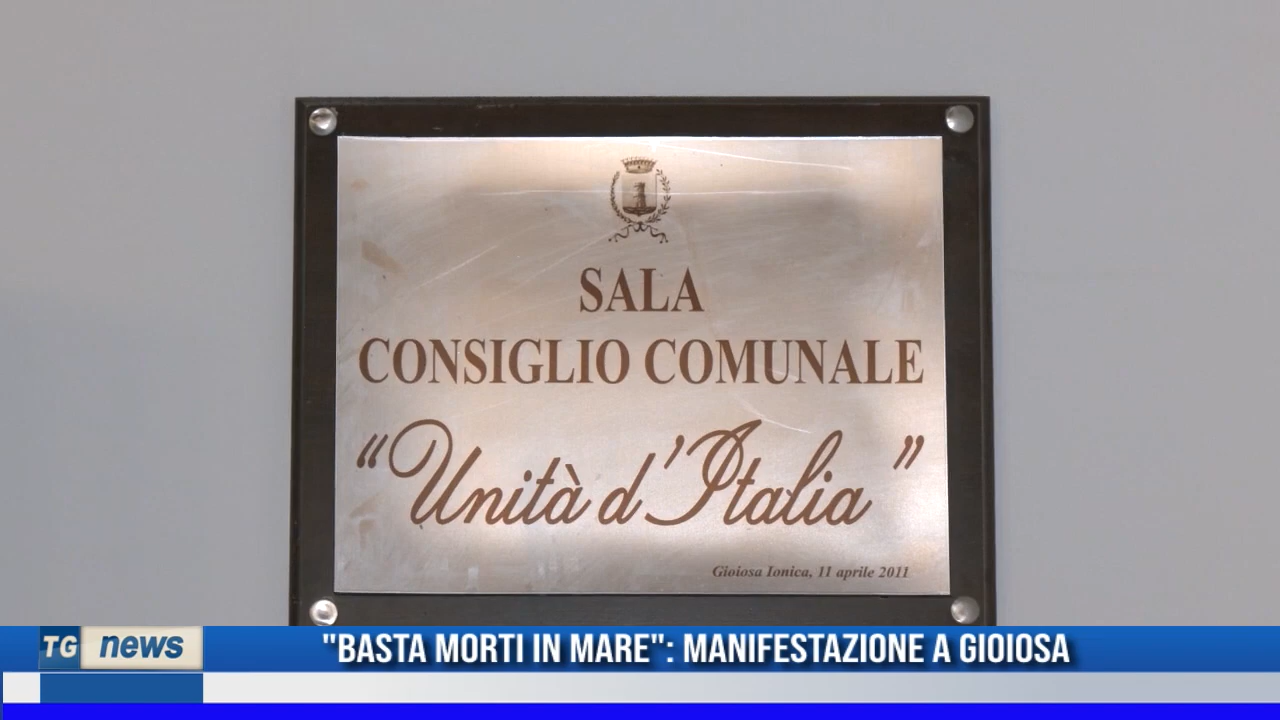 SALA
CONSIGLIO COMUNALE
“Unità d'Italia”
Gioiosa Ionica, 11 aprile 2011
TG news
"BASTA MORTI IN MARE": MANIFESTAZIONE A GIOIOSA